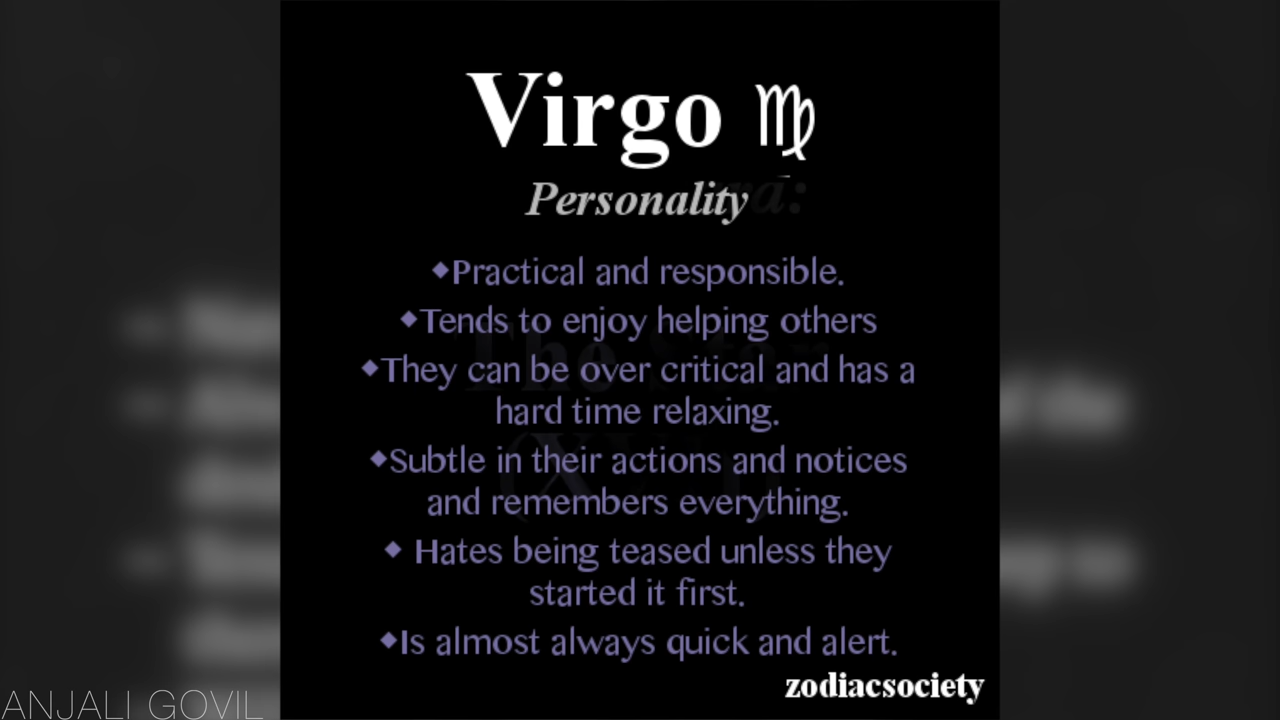 Virgo ♍
Personality
◆Practical and responsible.
◆Tends to enjoy helping others
◆They can be over critical and has a
hard time relaxing.
◆Subtle in their actions and notices
and remembers everything.
◆ Hates being teased unless they
started it first.
◆Is almost always quick and alert.
zodiacsociety
ANJALI GOVIL